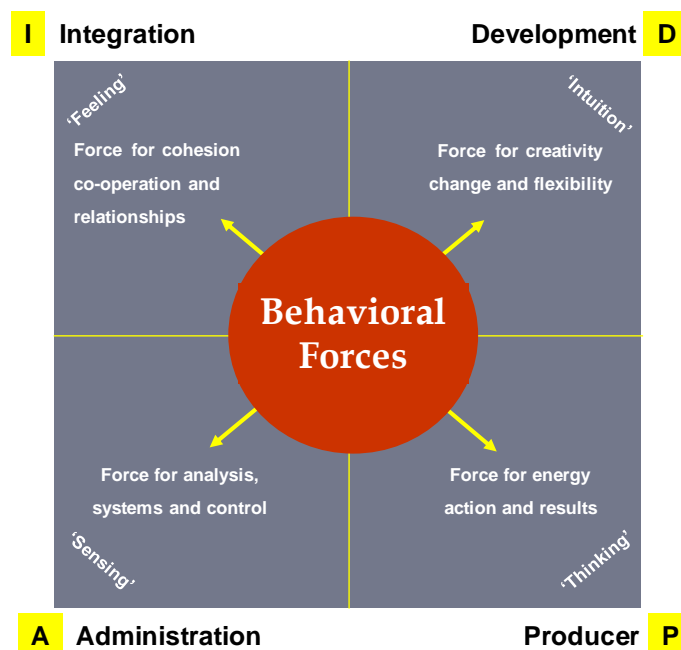 I Integration
Development D
‘Feeling’
‘Intuition’
Force for cohesion
co-operation and
relationships
Force for creativity
change and flexibility
Behavioral
Forces
Force for analysis,
systems and control
Force for energy
action and results
‘Sensing’
‘Thinking’
A Administration
Producer P